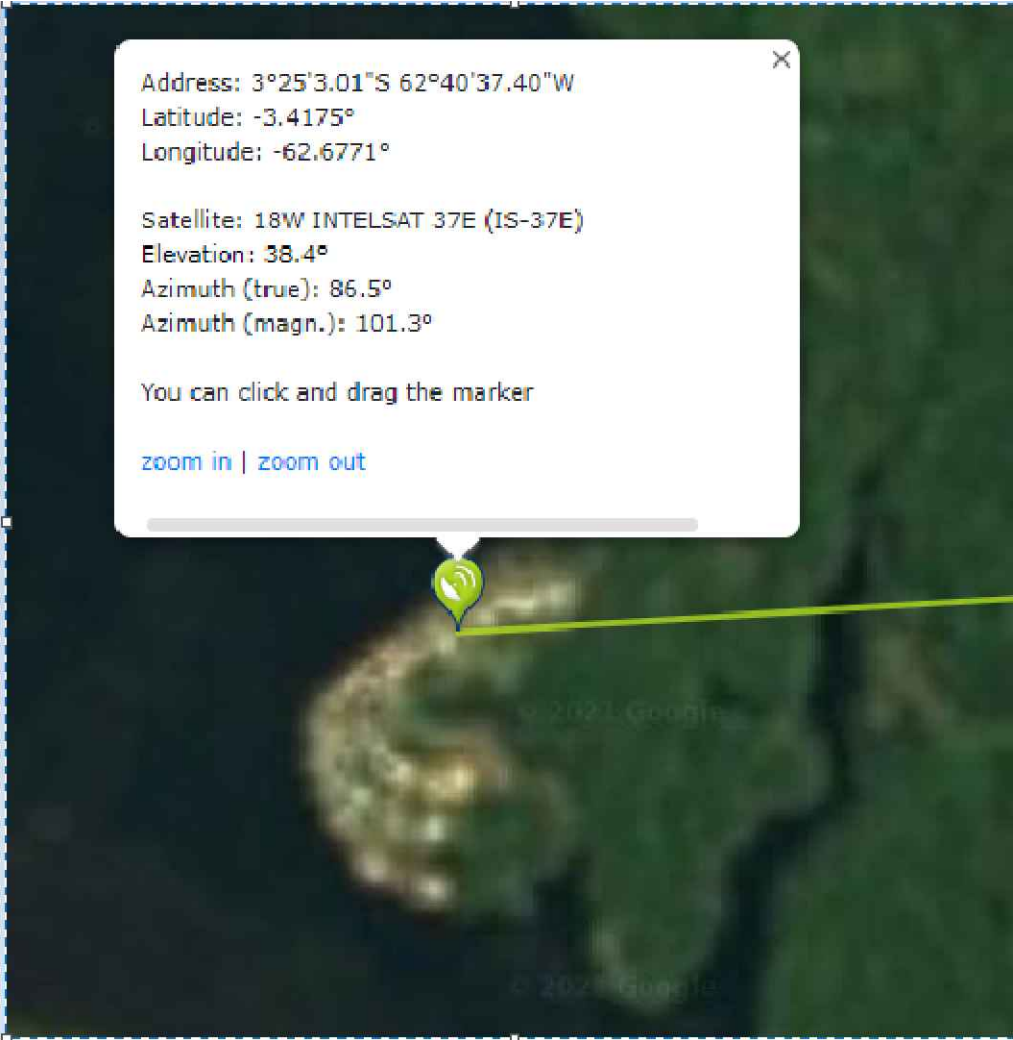 Address: 3°25'3.01"S 62°40'37.40"W
Latitude: -3.4175°
Longitude: -62.6771°
Satellite: 18W INTELSAT 37E (IS-37E)
Elevation: 38.4°
Azimuth (true): 86.5°
Azimuth (magn.): 101.3°
You can click and drag the marker
zoom in | zoom out
Google
Google